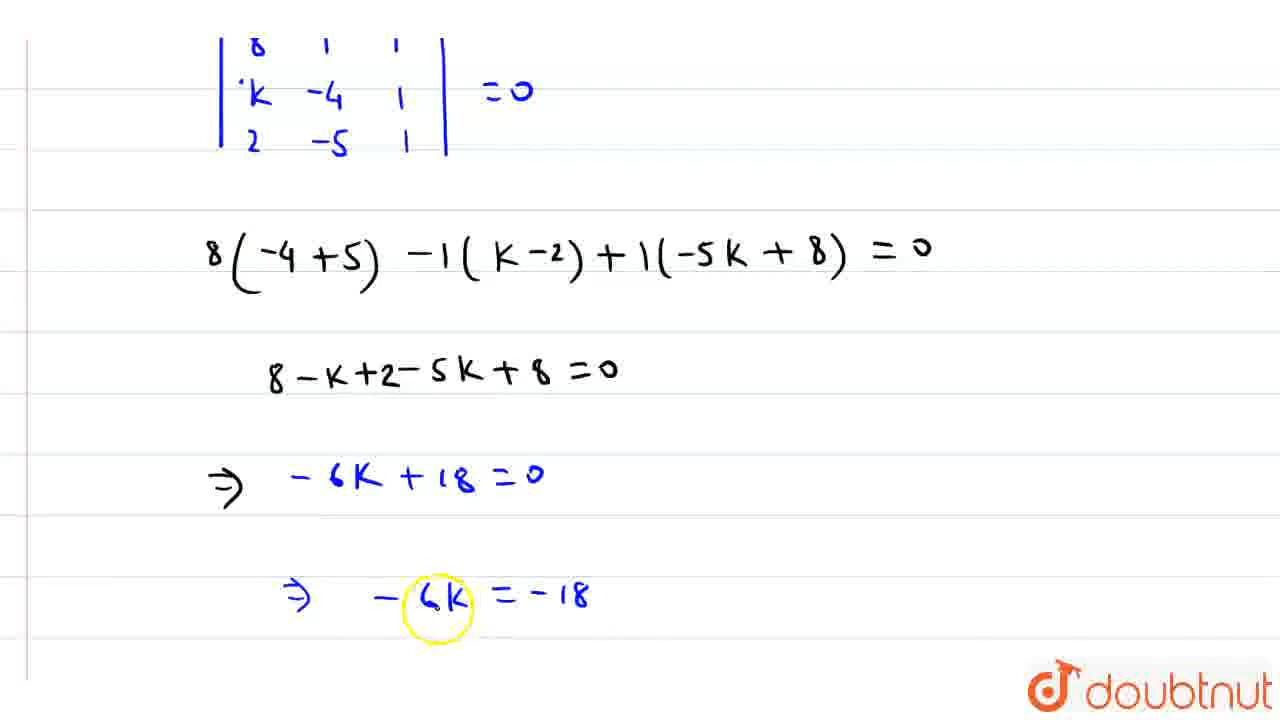 8 1 1
K -4 1 = 0
2 -5 1
8(-4+5) -1(K-2) + 1(-5K + 8) = 0
8 - K + 2 - 5K + 8 = 0
⇒ - 6K + 18 = 0
⇒ - 6K = - 18
doubtnut